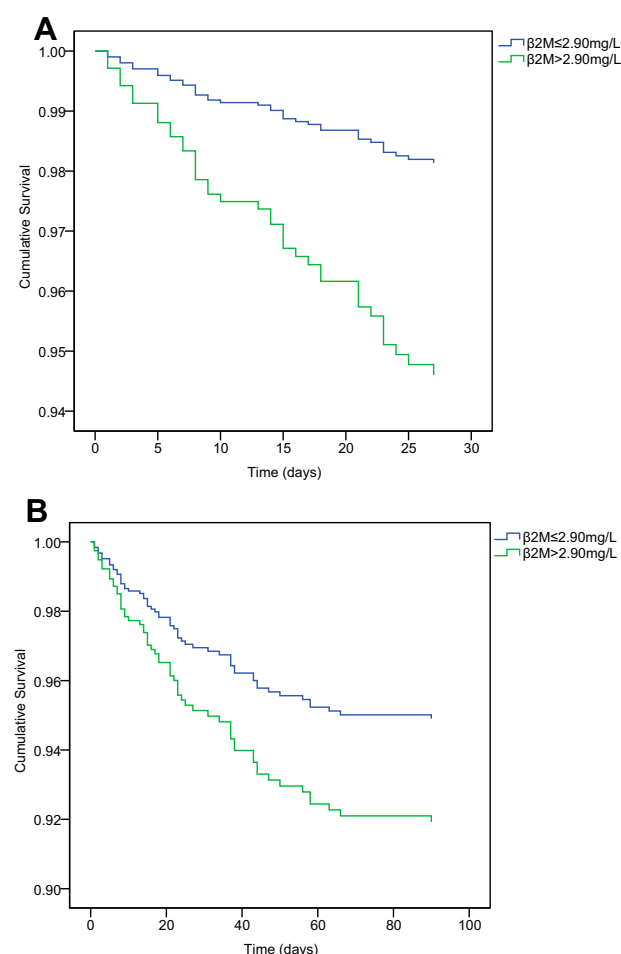 A
β2M≤2.90mg/L
β2M>2.90mg/L
1.00
0.99
0.98
0.97
0.96
0.95
0.94
Cumulative Survival
0 5 10 15 20 25 30
Time (days)
B
β2M≤2.90mg/L
β2M>2.90mg/L
1.00
0.98
0.96
0.94
0.92
0.90
Cumulative Survival
0 20 40 60 80 100
Time (days)